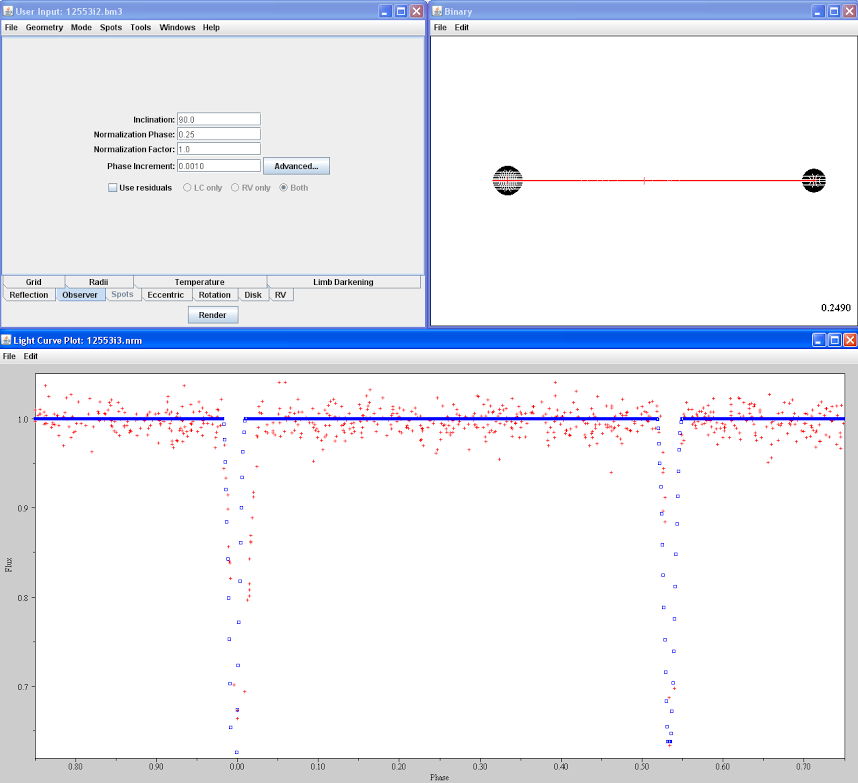 User Input: 12553i2.bm3
File Geometry Mode Spots Tools Windows Help
Inclination: 90.0
Normalization Phase: 0.25
Normalization Factor: 1.0
Phase Increment: 0.0010 Advanced...
Use residuals LC only RV only Both
Grid Radii Temperature Limb Darkening
Reflection Observer Spots Eccentric Rotation Disk RV
Render
Binary
File Edit
0.2490
Light Curve Plot: 12553i3.nrm
File Edit
1.0
0.9
0.8
0.7
Flux
0.80 0.90 0.00 0.10 0.20 0.30 0.40 0.50 0.60 0.70
Phase